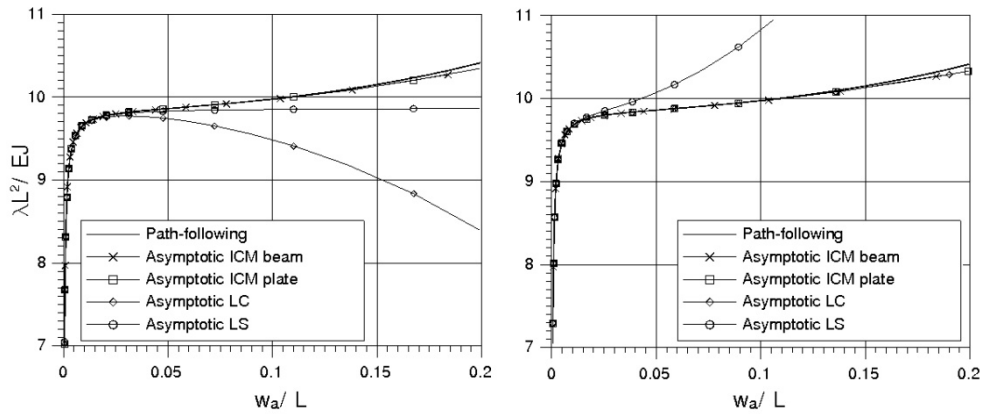 11
10
9
8
7
λL²/ EJ
0
0.05
0.1
0.15
0.2
wₐ/ L
Path-following
Asymptotic ICM beam
Asymptotic ICM plate
Asymptotic LC
Asymptotic LS
11
10
9
8
7
0
0.05
0.1
0.15
0.2
wₐ/ L
Path-following
Asymptotic ICM beam
Asymptotic ICM plate
Asymptotic LC
Asymptotic LS